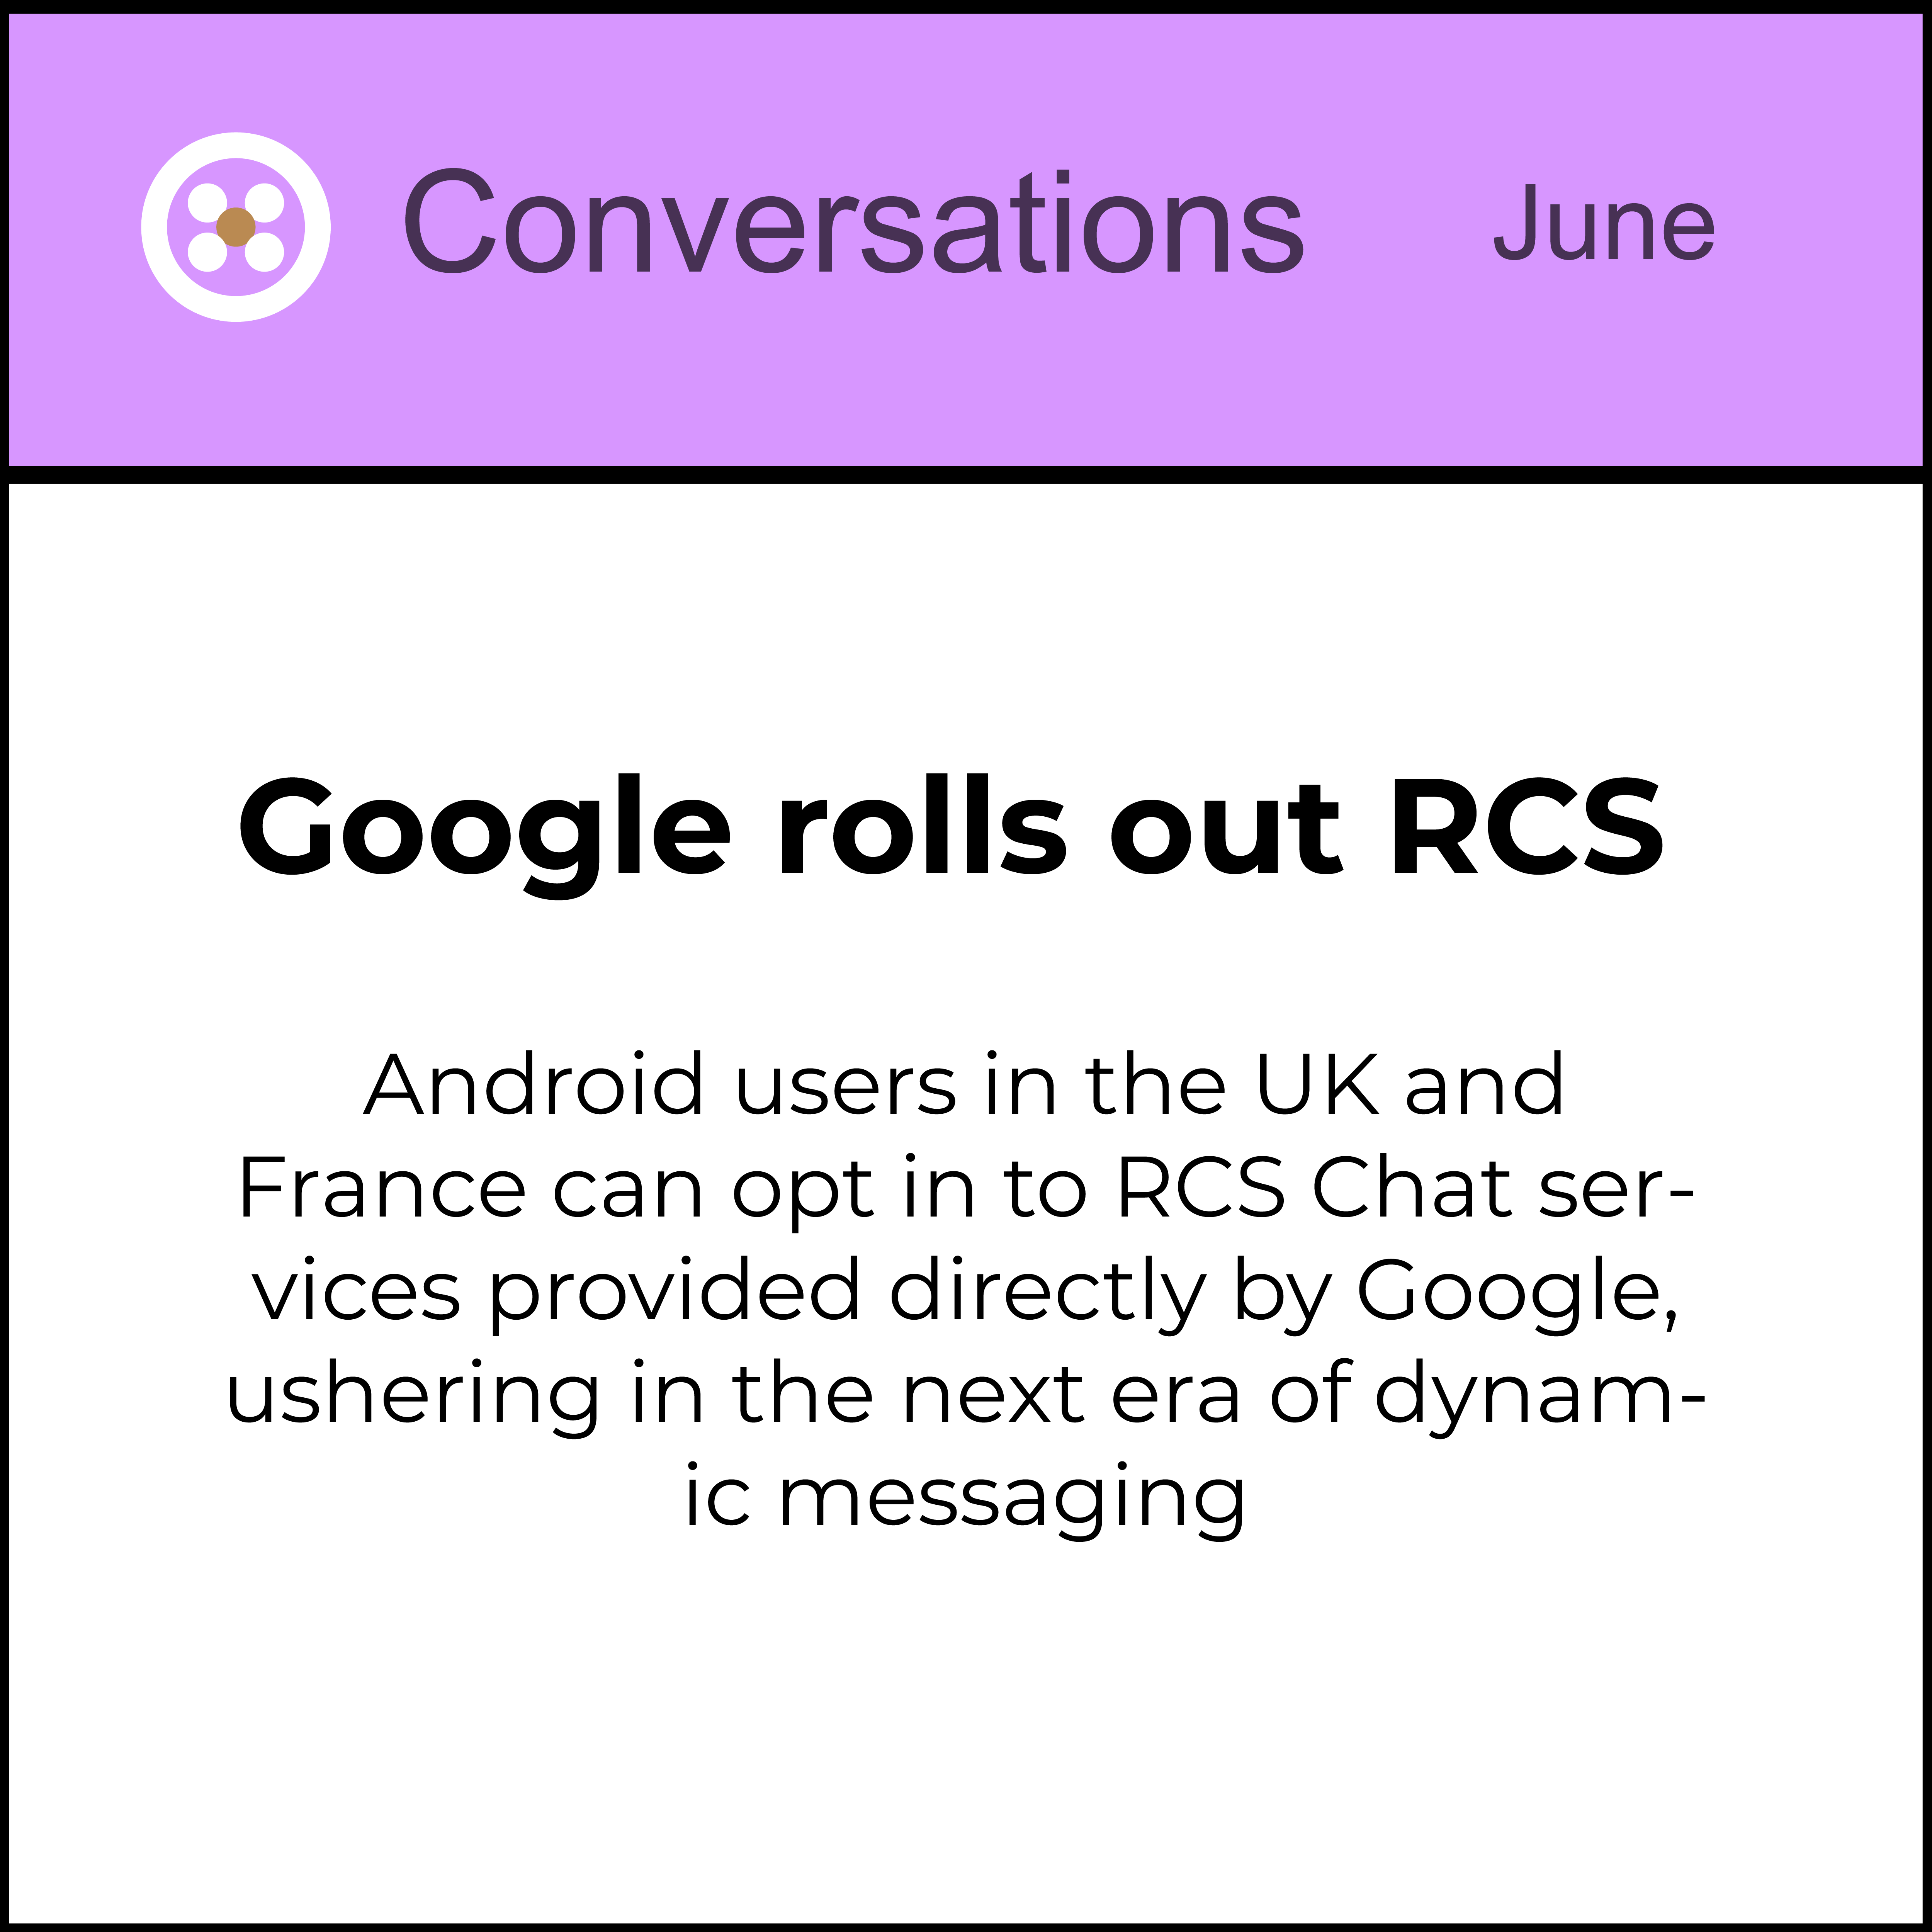 Conversations
June
Google rolls out RCS
Android users in the UK and
France can opt in to RCS Chat ser-
vices provided directly by Google,
ushering in the next era of dynam-
ic messaging